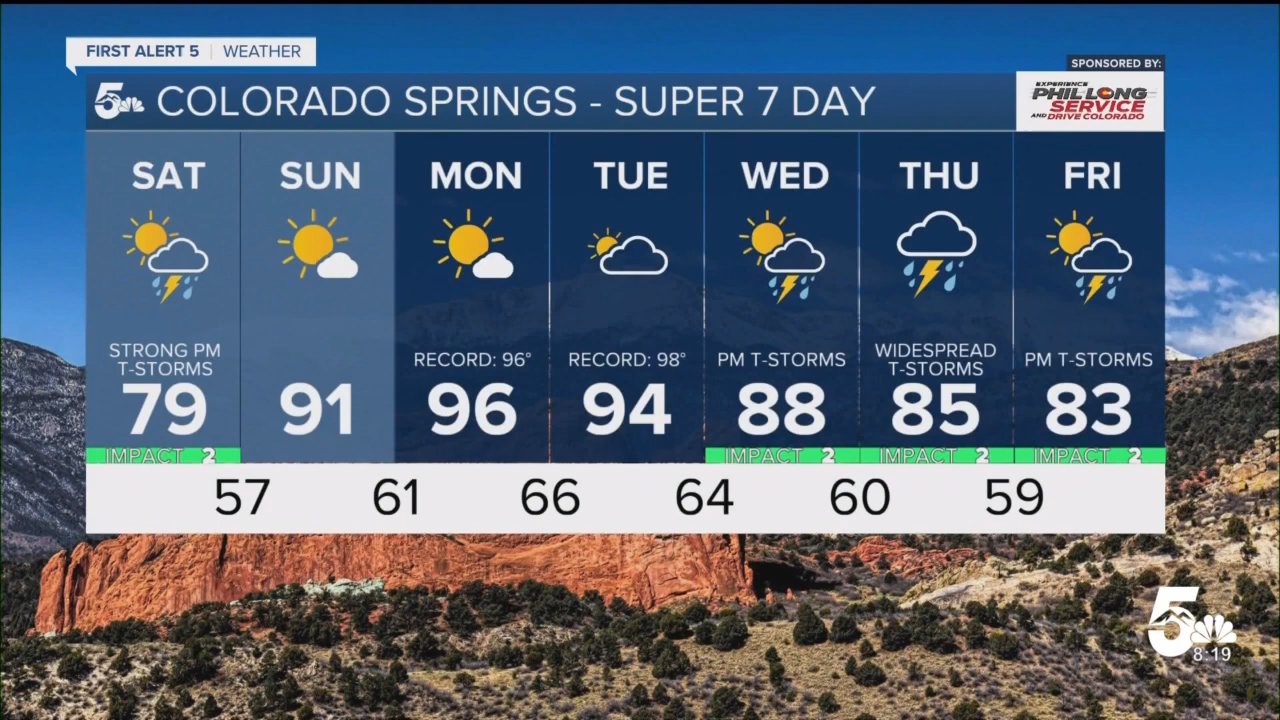 FIRST ALERT 5 | WEATHER
SPONSORED BY:
5 COLORADO SPRINGS - SUPER 7 DAY
EXPERIENCE
PHIL LONG
SERVICE
AND DRIVE COLORADO
SAT SUN MON TUE WED THU FRI
STRONG PM
T-STORMS
RECORD: 96°
RECORD: 98°
PM T-STORMS
WIDESPREAD
T-STORMS
PM T-STORMS
79 91 96 94 88 85 83
IMPACT 2
IMPACT 2
IMPACT 2
IMPACT 2
57 61 66 64 60 59
5
8:19